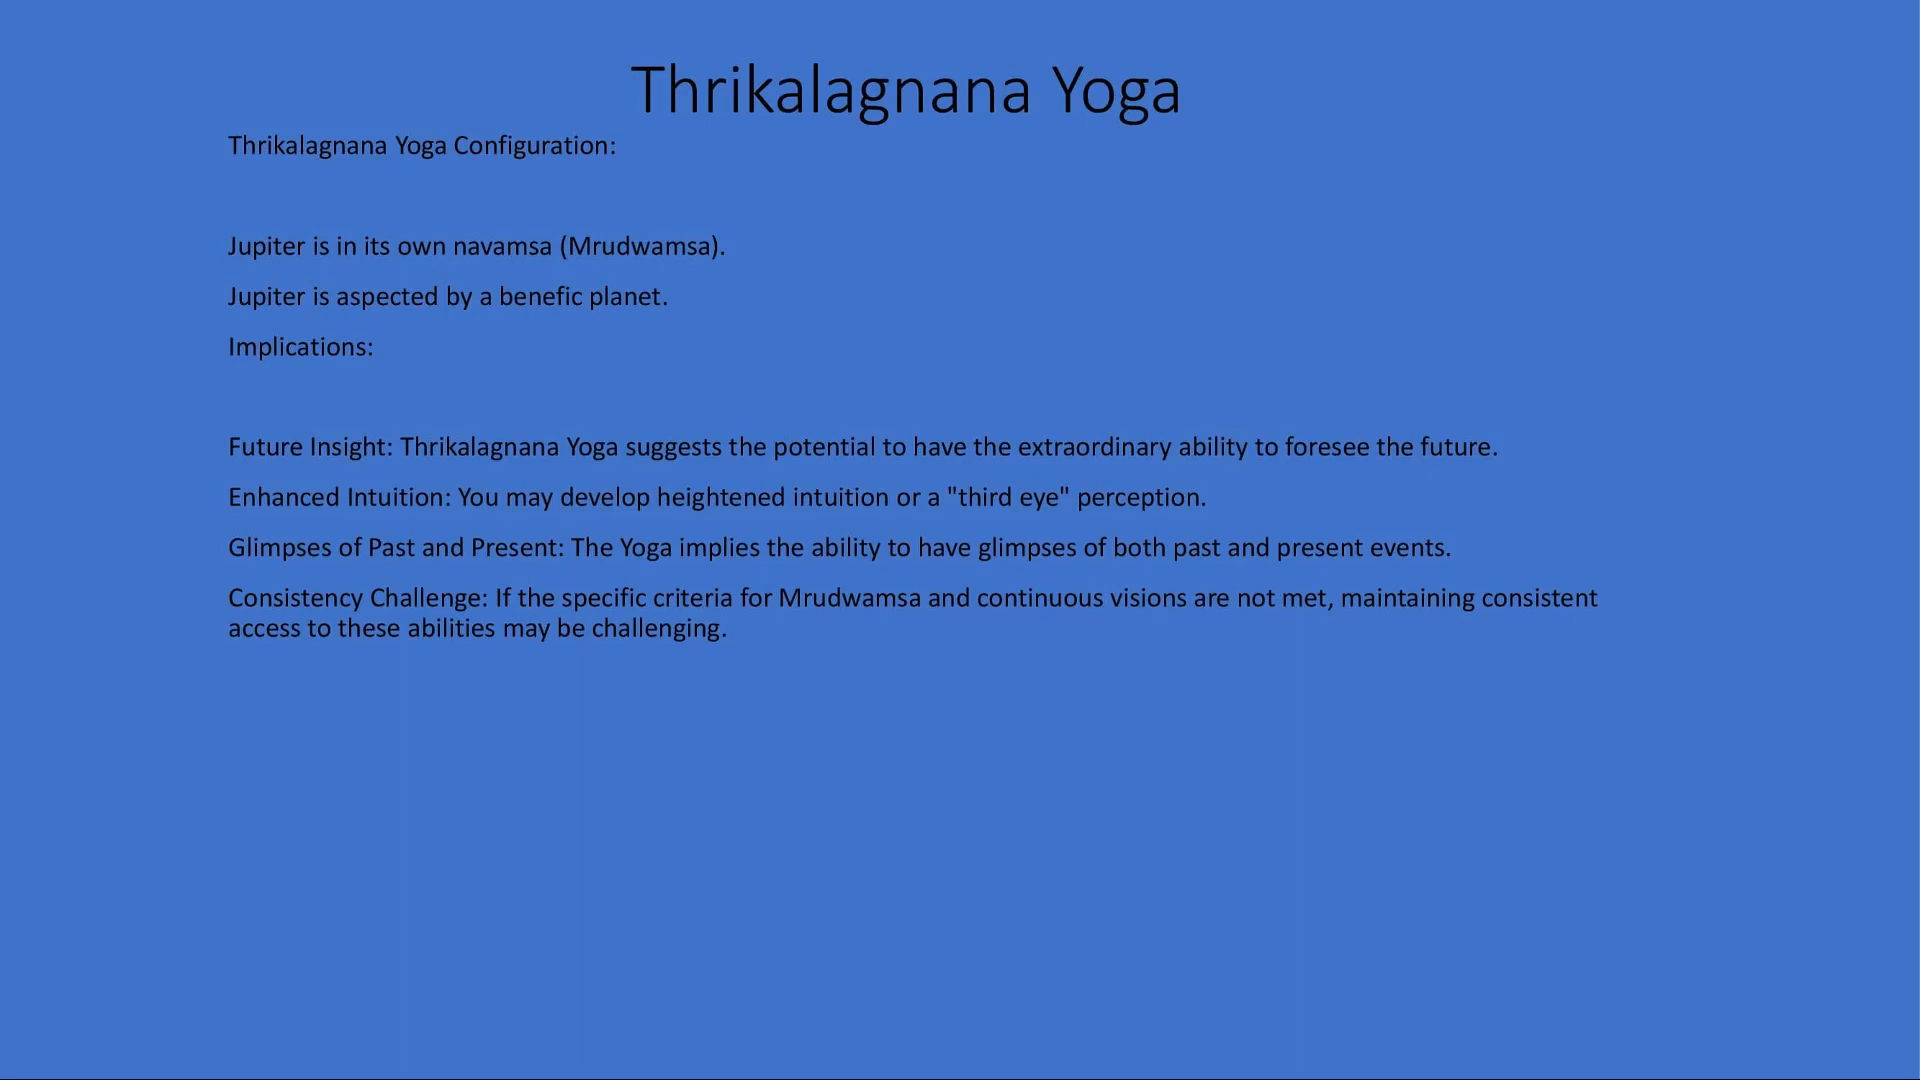 Thrikalagnana Yoga
Thrikalagnana Yoga Configuration:
Jupiter is in its own navamsa (Mrudwamsa).
Jupiter is aspected by a benefic planet.
Implications:
Future Insight: Thrikalagnana Yoga suggests the potential to have the extraordinary ability to foresee the future.
Enhanced Intuition: You may develop heightened intuition or a "third eye" perception.
Glimpses of Past and Present: The Yoga implies the ability to have glimpses of both past and present events.
Consistency Challenge: If the specific criteria for Mrudwamsa and continuous visions are not met, maintaining consistent
access to these abilities may be challenging.